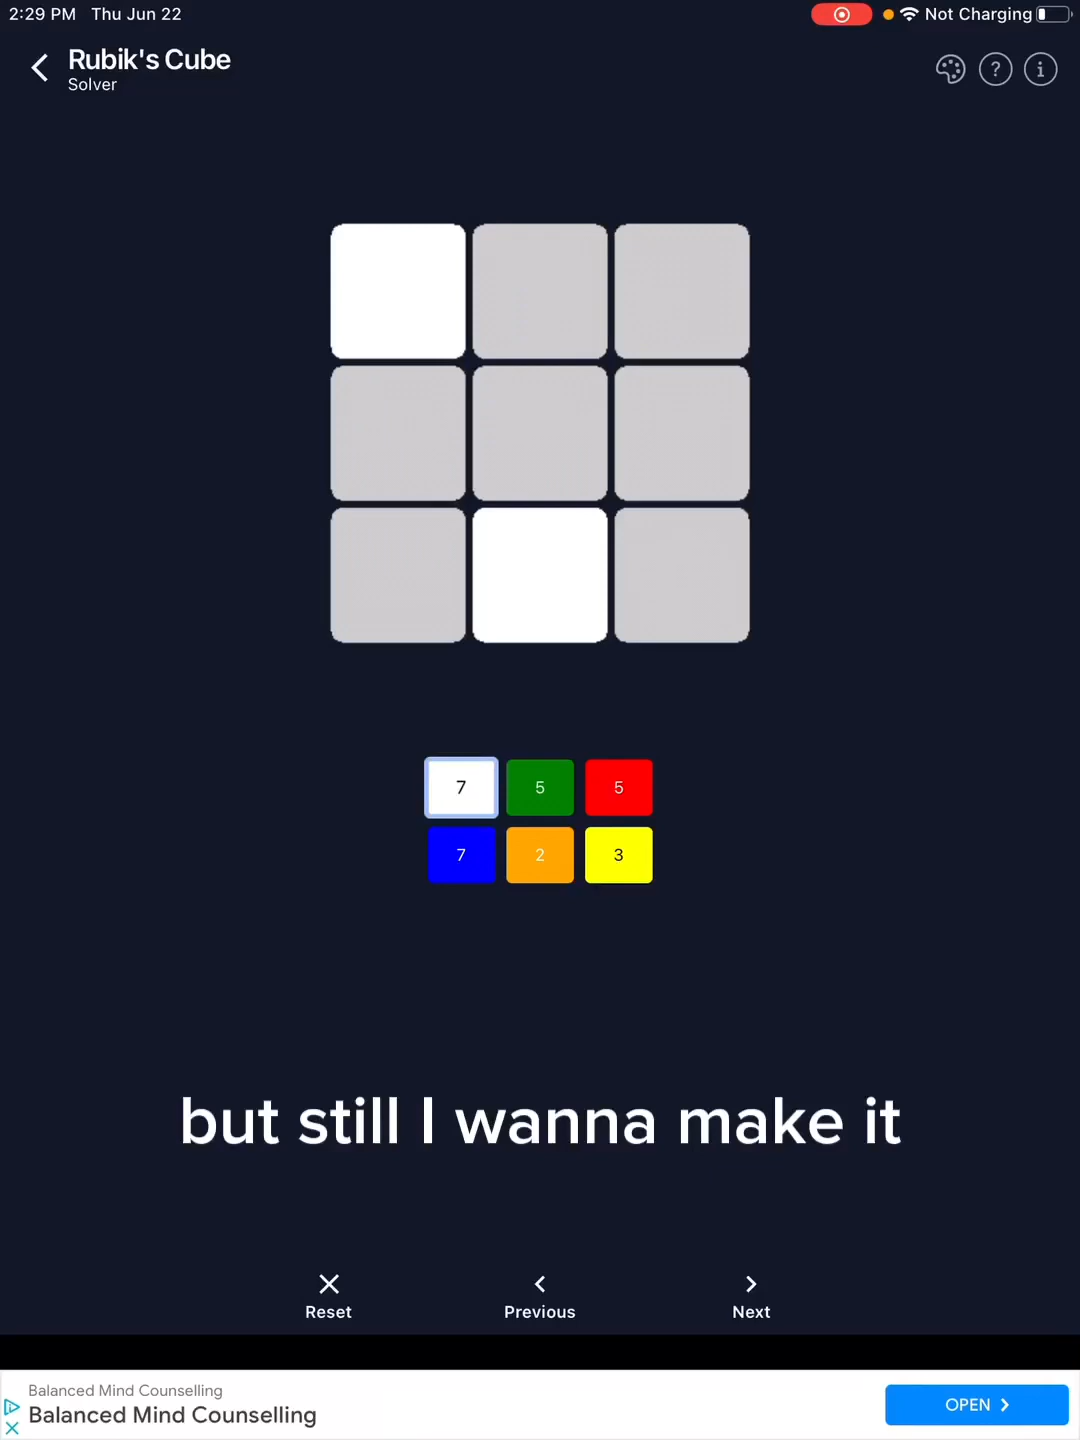 2:29 PM Thu Jun 22
Not Charging
Rubik's Cube
Solver
?
i
7 5 5
7 2 3
but still I wanna make it
Reset Previous Next
Balanced Mind Counselling
Balanced Mind Counselling
OPEN